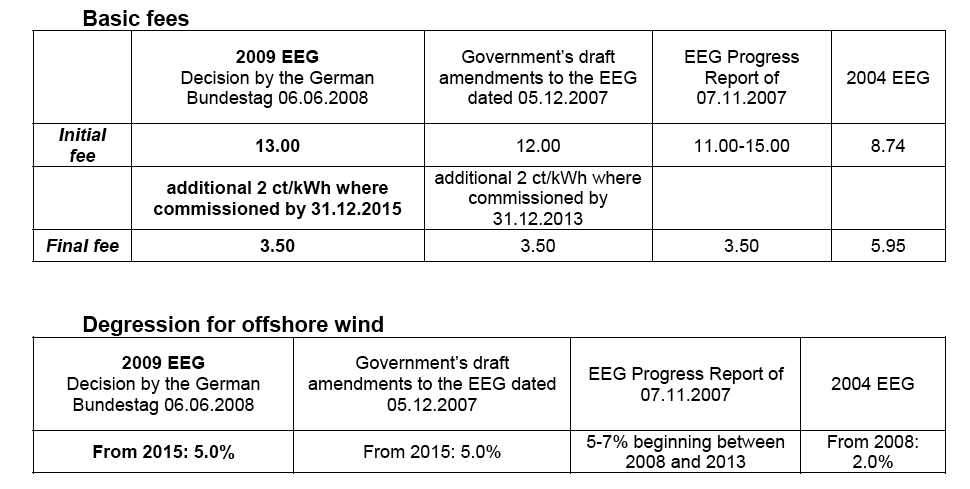 Basic fees
2009 EEG
Decision by the German
Bundestag 06.06.2008
Government's draft
amendments to the EEG
dated 05.12.2007
EEG Progress
Report of
07.11.2007
2004 EEG
Initial
fee
13.00
12.00
11.00-15.00
8.74
additional 2 ct/kWh where
commissioned by 31.12.2015
additional 2 ct/kWh where
commissioned by
31.12.2013
Final fee
3.50
3.50
3.50
5.95
Degression for offshore wind
2009 EEG
Decision by the German
Bundestag 06.06.2008
Government's draft
amendments to the EEG dated
05.12.2007
EEG Progress Report of
07.11.2007
2004 EEG
From 2015: 5.0%
From 2015: 5.0%
5-7% beginning between
2008 and 2013
From 2008:
2.0%